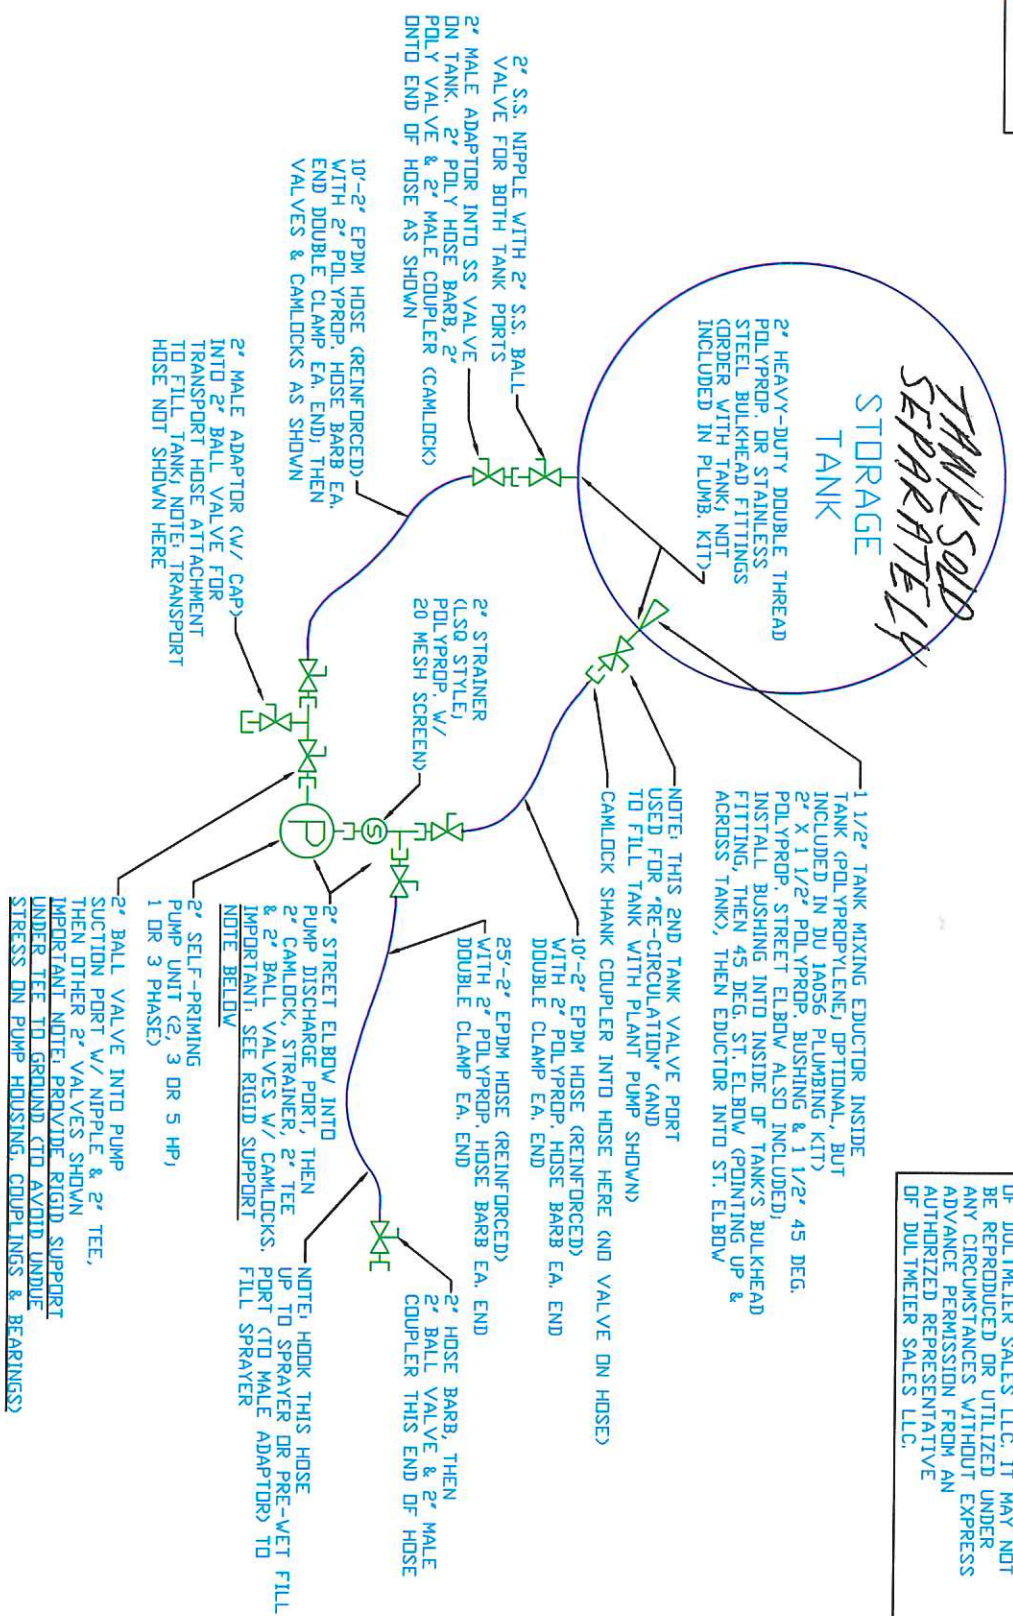 OF DULTMEIER SALES LLC. IT MAY NOT
BE REPRODUCED OR UTILIZED UNDER
ANY CIRCUMSTANCES WITHOUT EXPRESS
ADVANCE PERMISSION FROM AN
AUTHORIZED REPRESENTATIVE
OF DULTMEIER SALES LLC.
TANK SOLD
SEPARATELY
STORAGE
TANK
2" HEAVY-DUTY DOUBLE THREAD
POLYPROP. OR STAINLESS
STEEL BULKHEAD FITTINGS
(ORDER WITH TANK; NOT
INCLUDED IN PLUMB. KIT)
1 1/2" TANK MIXING EDUCTOR INSIDE
TANK (POLYPROPYLENE; OPTIONAL, BUT
INCLUDED IN DU 1A056 PLUMBING KIT)
2" X 1 1/2" POLYPROP. BUSHING & 1 1/2" 45 DEG.
POLYPROP. STREET ELBOW ALSO INCLUDED;
INSTALL BUSHING INTO INSIDE OF TANK'S BULKHEAD
FITTING, THEN 45 DEG. ST. ELBOW (POINTING UP &
ACROSS TANK), THEN EDUCTOR INTO ST. ELBOW
2" S.S. NIPPLE WITH 2" S.S. BALL
VALVE FOR BOTH TANK PORTS
2" MALE ADAPTOR INTO SS VALVE
ON TANK. 2" POLY HOSE BARB, 2"
POLY VALVE & 2" MALE COUPLER (CAMLOCK)
ONTO END OF HOSE AS SHOWN
NOTE: THIS 2ND TANK VALVE PORT
USED FOR "RE-CIRCULATION" (AND
TO FILL TANK WITH PLANT PUMP SHOWN)
CAMLOCK SHANK COUPLER INTO HOSE HERE (NO VALVE ON HOSE)
10'-2" EPDM HOSE (REINFORCED)
WITH 2" POLYPROP. HOSE BARB EA. END
DOUBLE CLAMP EA. END
10'-2" EPDM HOSE (REINFORCED)
WITH 2" POLYPROP. HOSE BARB EA.
END DOUBLE CLAMP EA. END; THEN
VALVES & CAMLOCKS AS SHOWN
2" STRAINER
(LSQ STYLE;
POLYPROP. W/
20 MESH SCREEN)
25'-2" EPDM HOSE (REINFORCED)
WITH 2" POLYPROP. HOSE BARB EA. END
DOUBLE CLAMP EA. END
2" HOSE BARB, THEN
2" BALL VALVE & 2" MALE
COUPLER THIS END OF HOSE
S
P
2" MALE ADAPTOR (W/ CAP)
INTO 2" BALL VALVE FOR
TRANSPORT HOSE ATTACHMENT
TO FILL TANK; NOTE: TRANSPORT
HOSE NOT SHOWN HERE
2" STREET ELBOW INTO
PUMP DISCHARGE PORT, THEN
2" CAMLOCK, STRAINER, 2" TEE
& 2" BALL VALVES W/ CAMLOCKS.
IMPORTANT: SEE RIGID SUPPORT
NOTE BELOW
NOTE: HOOK THIS HOSE
UP TO SPRAYER OR PRE-WET FILL
PORT (TO MALE ADAPTOR) TO
FILL SPRAYER
2" SELF-PRIMING
PUMP UNIT (2, 3 OR 5 HP;
1 OR 3 PHASE)
2" BALL VALVE INTO PUMP
SUCTION PORT W/ NIPPLE & 2" TEE,
THEN OTHER 2" VALVES SHOWN
IMPORTANT NOTE: PROVIDE RIGID SUPPORT
UNDER TEE TO GROUND (TO AVOID UNDUE
STRESS ON PUMP HOUSING, COUPLINGS & BEARINGS)